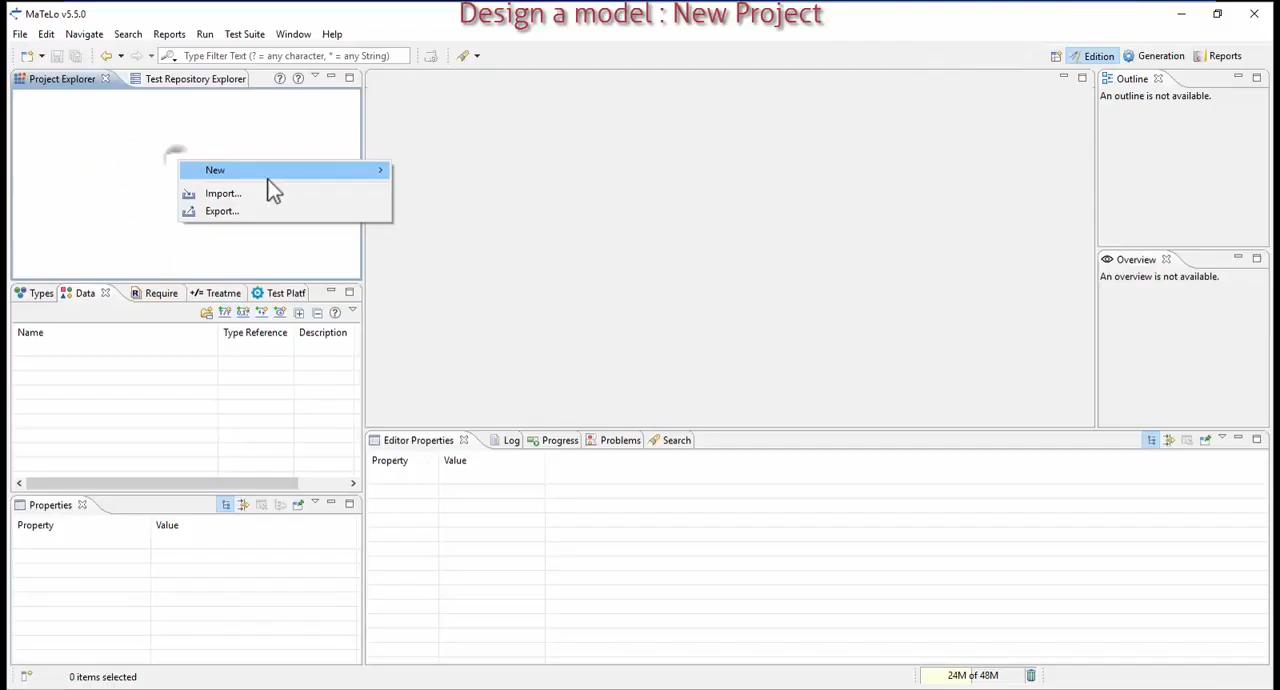 Design a model : New Project
MaTeLo v5.5.0
File Edit Navigate Search Reports Run Test Suite Window Help
Type Filter Text (? = any character, * = any String)
Edition Generation Reports
Project Explorer Test Repository Explorer
Outline
An outline is not available.
New
Import...
Export...
Overview
An overview is not available.
Types Data Require Treatme Test Platf
Name Type Reference Description
Editor Properties Log Progress Problems Search
Property Value
Properties
Property Value
0 items selected
24M of 48M